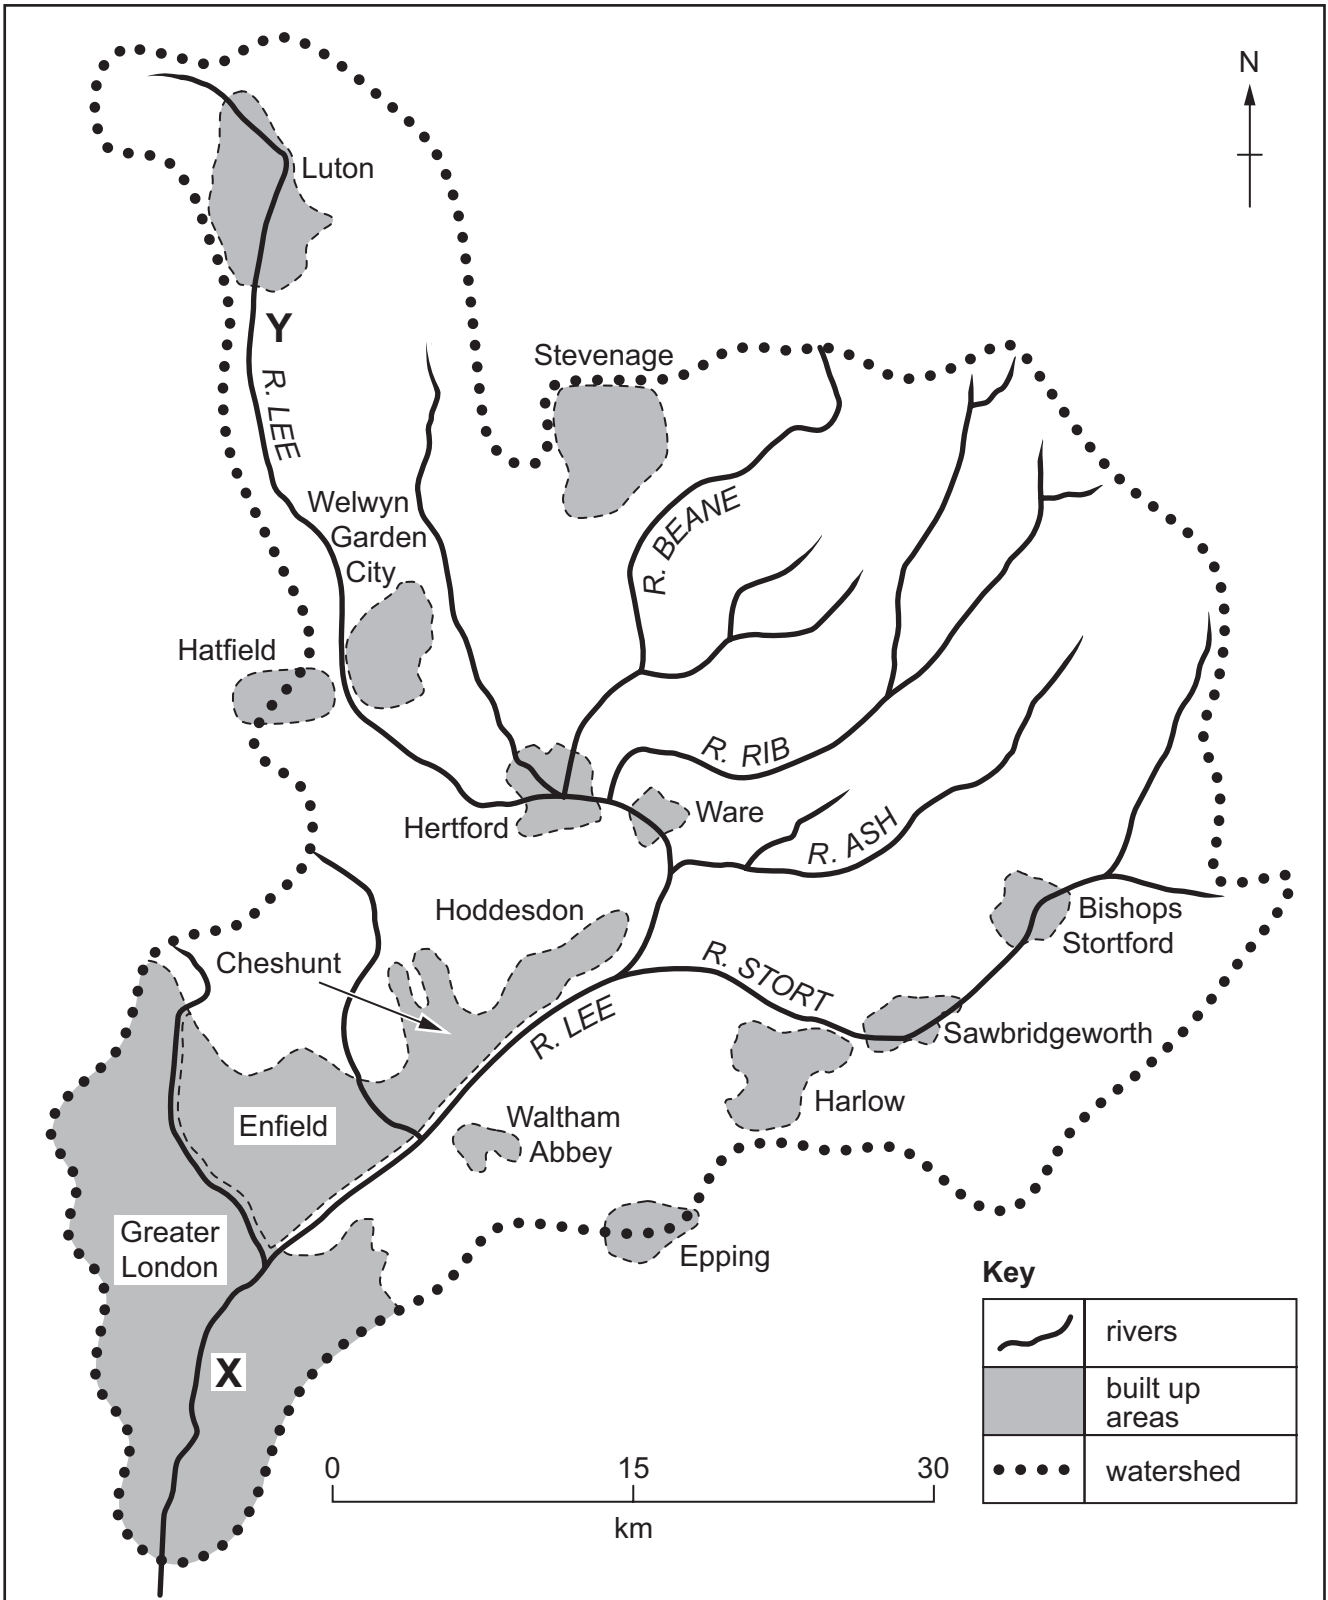 N
Luton
Y
R. LEE
Stevenage
Welwyn
Garden
City
R. BEANE
Hatfield
R. RIB
Hertford
Ware
R. ASH
Hoddesdon
Bishops
Stortford
Cheshunt
R. STORT
R. LEE
Sawbridgeworth
Harlow
Enfield
Waltham
Abbey
Greater
London
Epping
X
Key
rivers
built up
areas
watershed
0 15 30
km